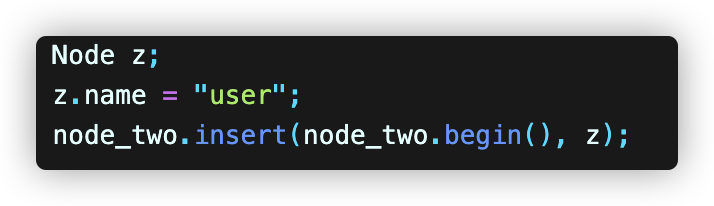 Node z;
z.name = "user";
node_two.insert(node_two.begin(), z);